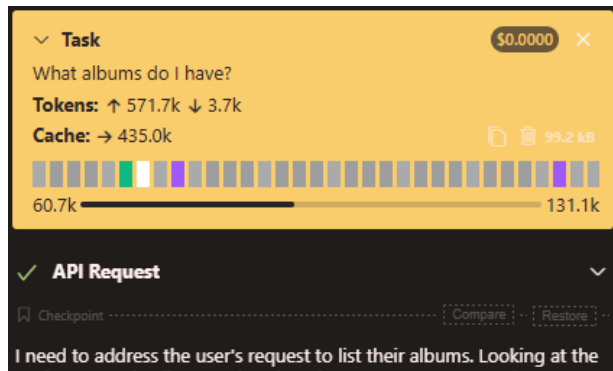 Task $0.0000
What albums do I have?
Tokens: ↑ 571.7k ↓ 3.7k
Cache: → 435.0k 99.2 kB
60.7k 131.1k
API Request
Checkpoint Compare Restore
I need to address the user's request to list their albums. Looking at the